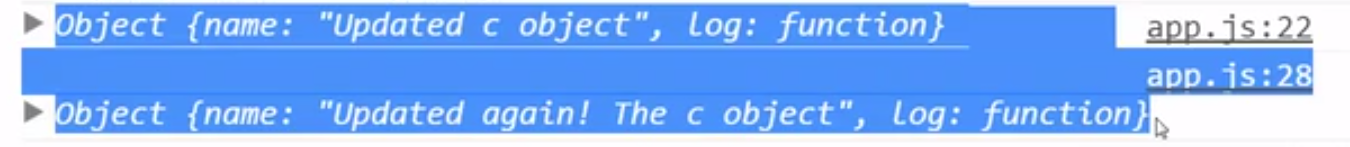 Object {name: "Updated c object", log: function} app.js:22
app.js:28
Object {name: "Updated again! The c object", log: function}